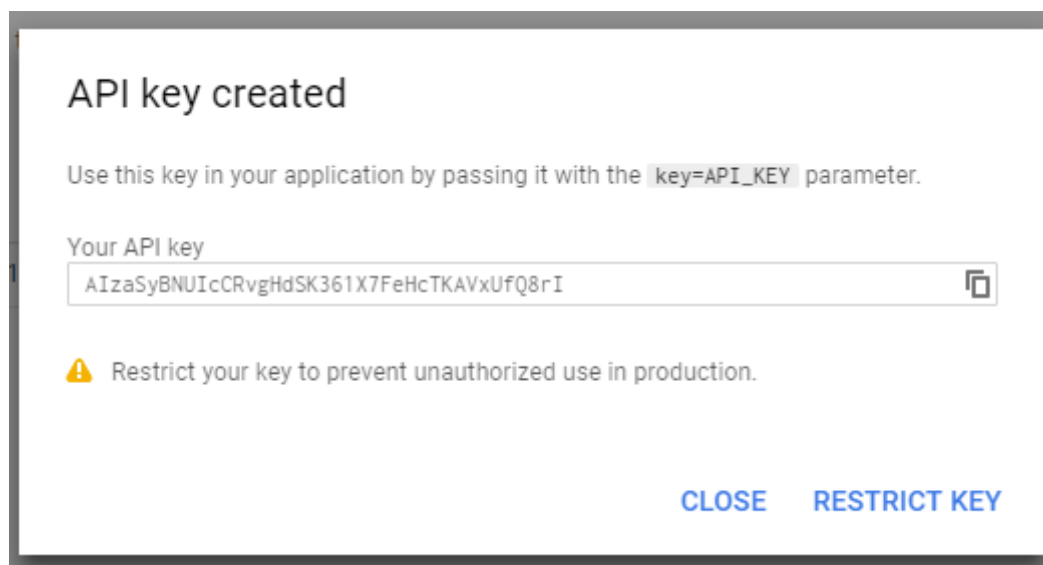 API key created
Use this key in your application by passing it with the key=API_KEY parameter.
Your API key
AIzaSyBNUIcCRvgHdSK361X7FeHcTKAVxUfQ8rI
Restrict your key to prevent unauthorized use in production.
CLOSE RESTRICT KEY